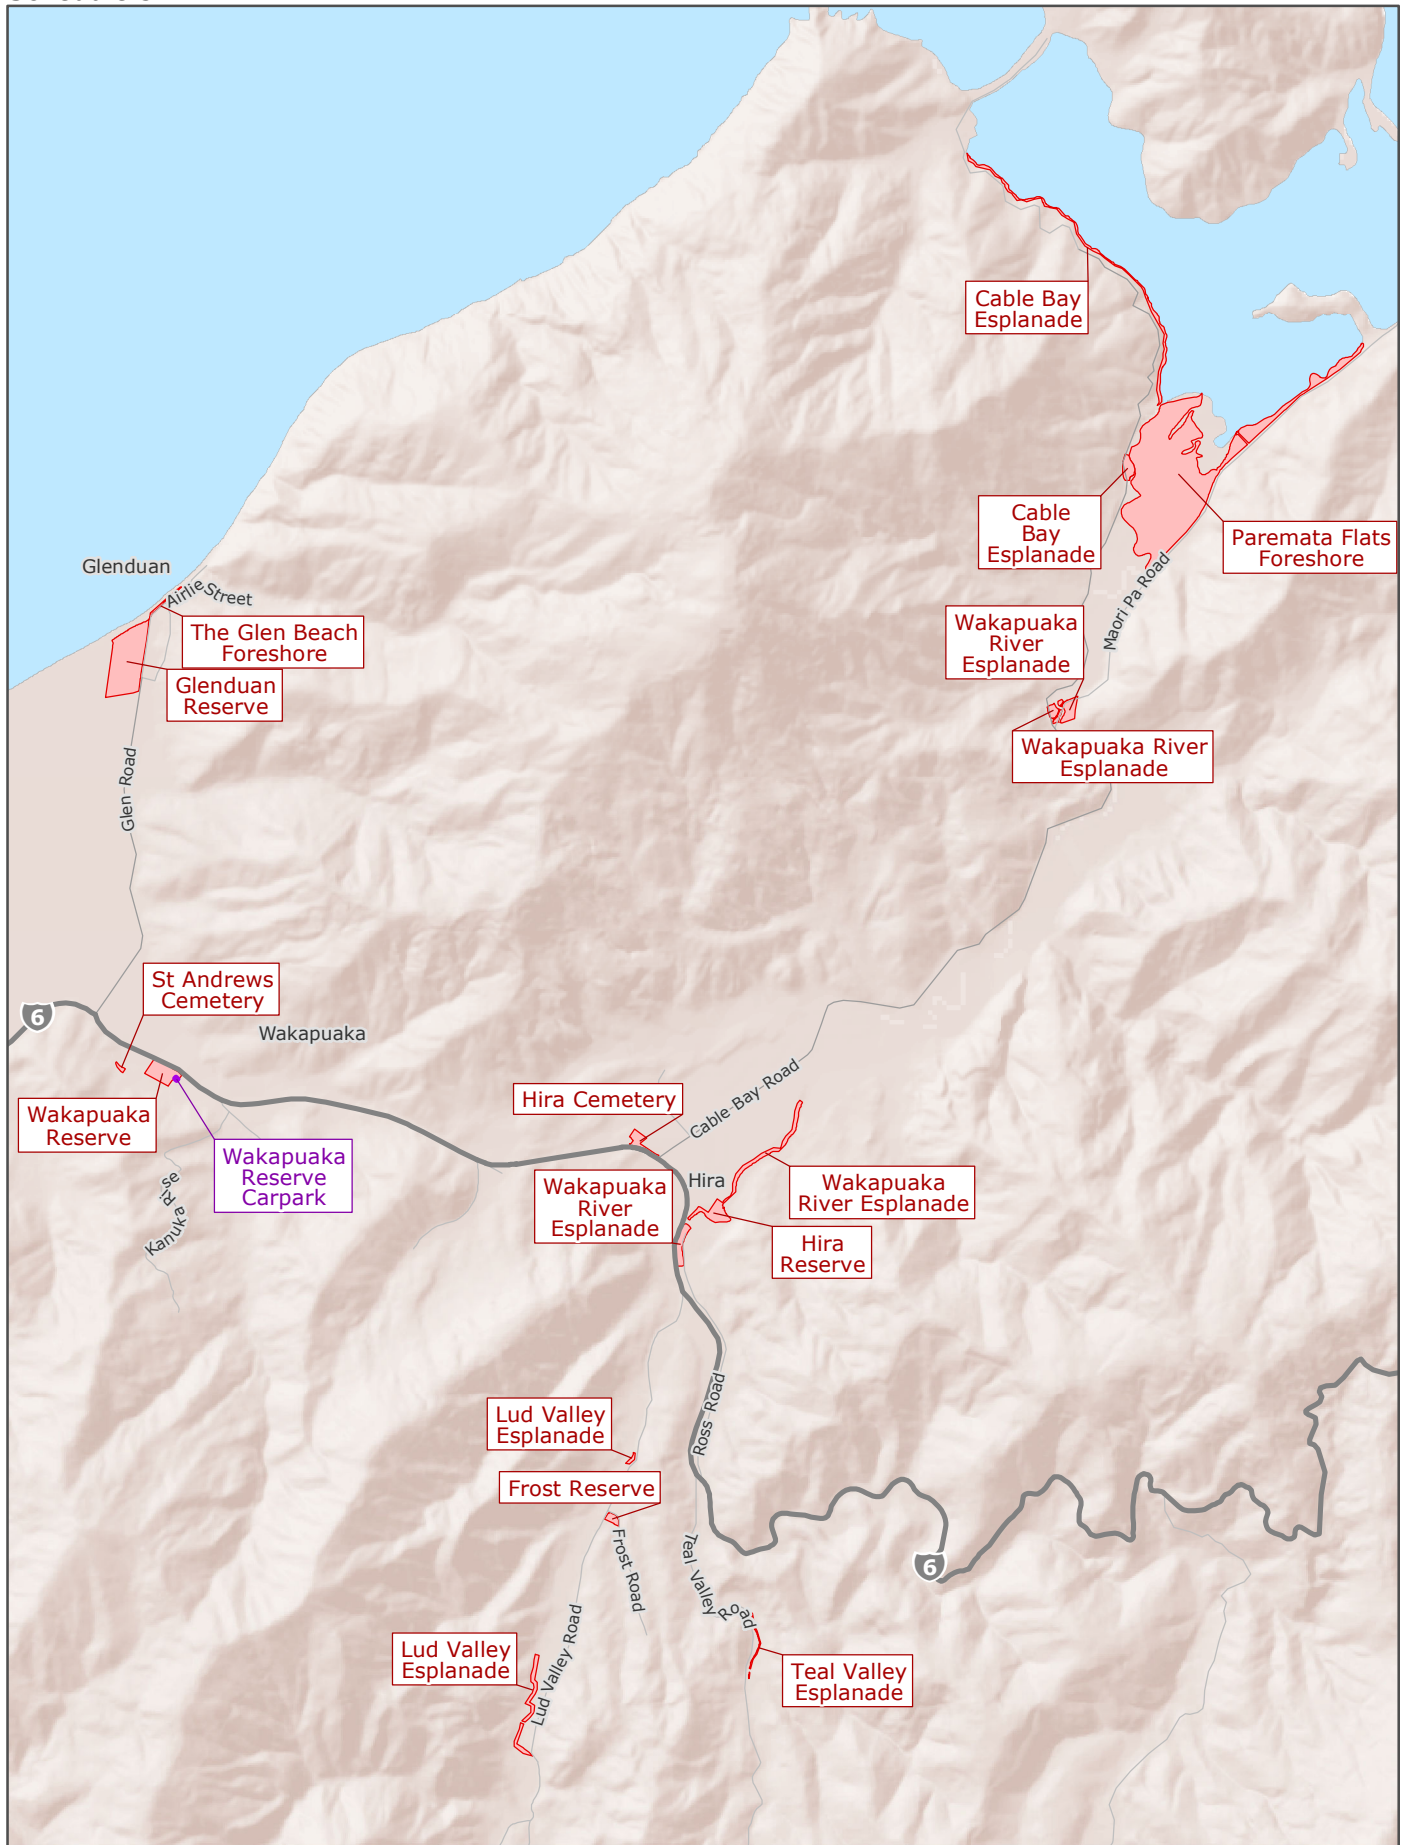 Cable Bay
Esplanade
Cable
Bay
Esplanade
Paremata Flats
Foreshore
Glenduan
Airlie Street
The Glen Beach
Foreshore
Glenduan
Reserve
Maori Pa Road
Wakapuaka
River
Esplanade
Wakapuaka River
Esplanade
Glen Road
St Andrews
Cemetery
6
Wakapuaka
Wakapuaka
Reserve
Wakapuaka
Reserve
Carpark
Kanuka Rise
Hira Cemetery
Cable Bay Road
Hira
Wakapuaka
River
Esplanade
Wakapuaka
River Esplanade
Hira
Reserve
Ross Road
Lud Valley
Esplanade
Frost Reserve
Frost Road
Teal Valley Road
6
Lud Valley Road
Lud Valley
Esplanade
Teal Valley
Esplanade